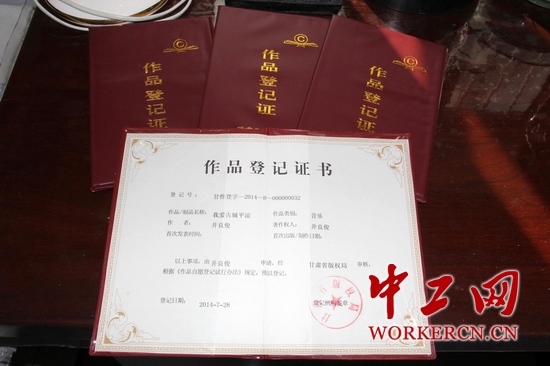 作品登记证
作品登记证
作品登记证
作品登记证书
登 记 号： 甘作登字—2014—B—00000032
作品/制品名称： 我爱古城平凉 作品类别： 音乐
作 者： 井良俊 著作权人： 井良俊
首次发表时间： 首次出版/制作日期：
以上事项，由 井良俊 申请，经 甘肃省版权局 审核，
根据《作品自愿登记试行办法》规定，予以登记。
登记日期： 2014-7-28 登记机构签章
中工网
WORKERCN.CN